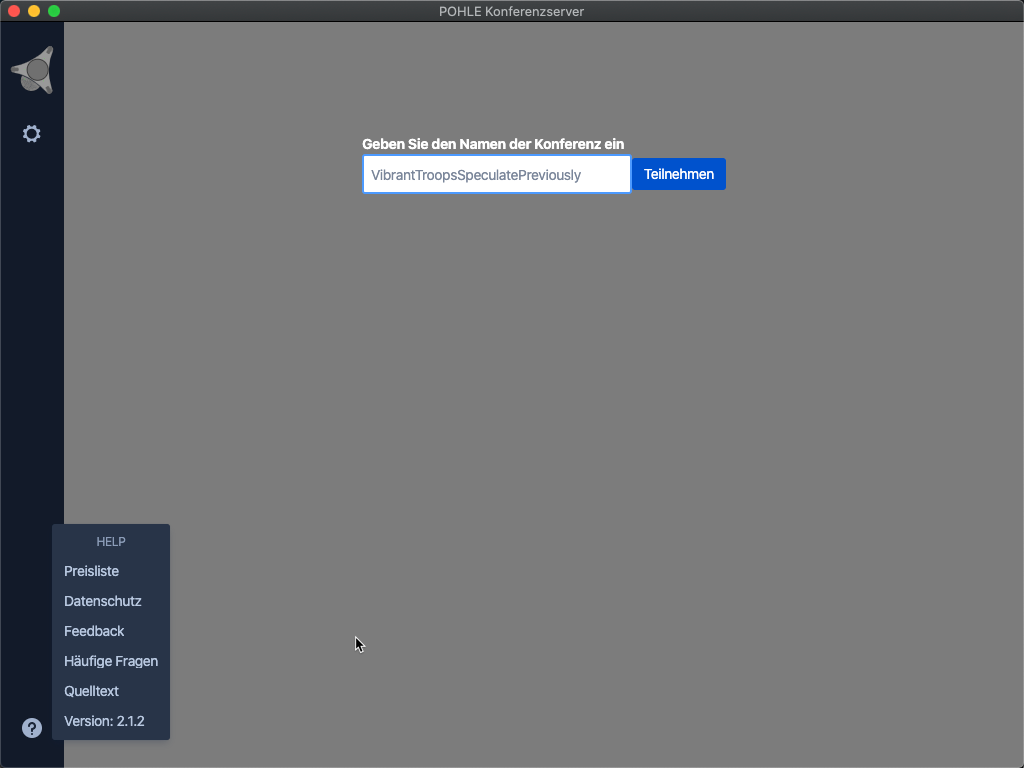 POHLE Konferenzserver
Geben Sie den Namen der Konferenz ein
VibrantTroopsSpeculatePreviously
Teilnehmen
HELP
Preisliste
Datenschutz
Feedback
Häufige Fragen
Quelltext
Version: 2.1.2
?